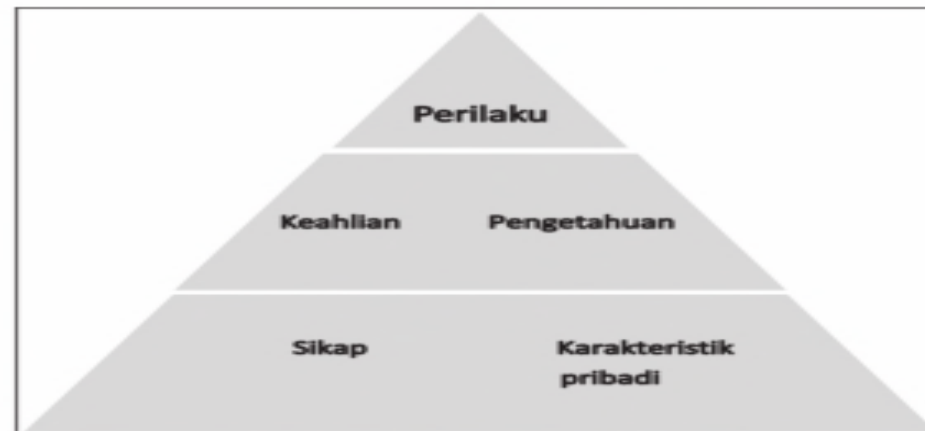 Perilaku
Keahlian Pengetahuan
Sikap Karakteristik
pribadi